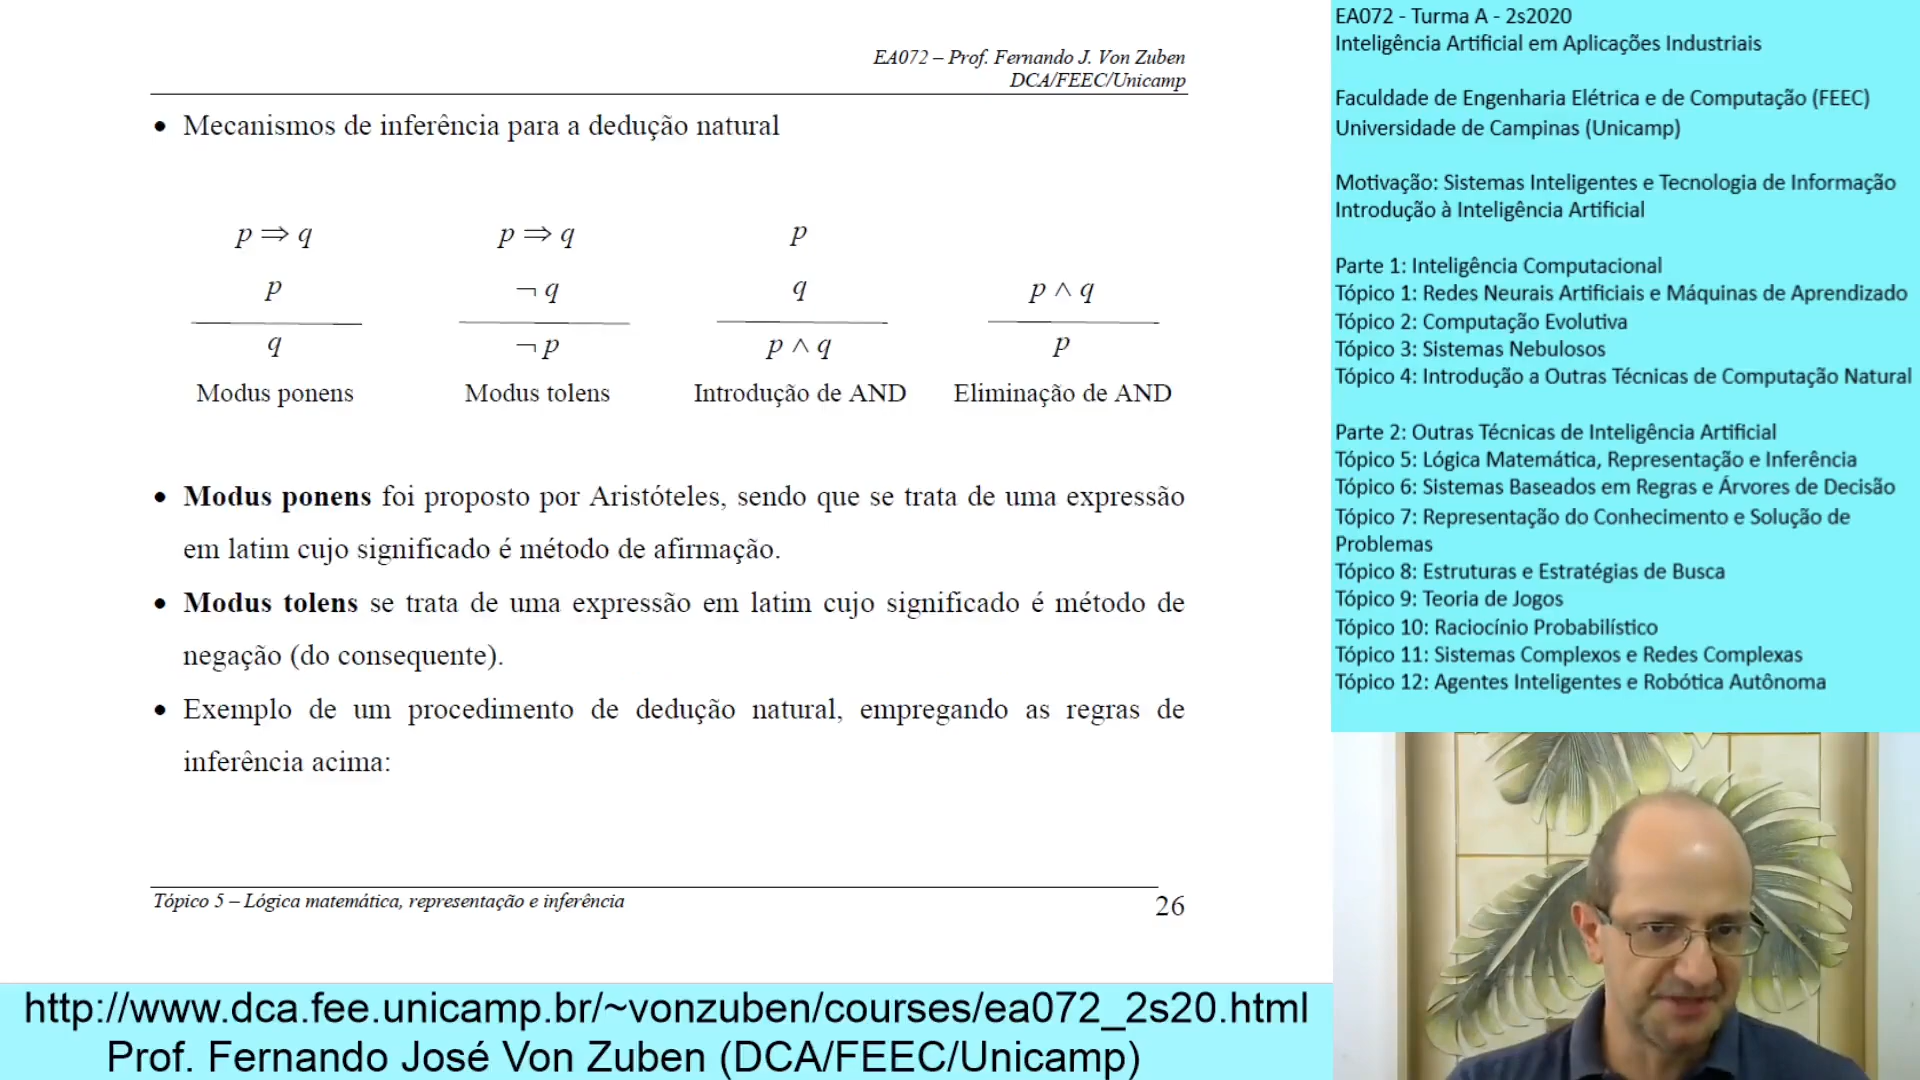 EA072 – Prof. Fernando J. Von Zuben
DCA/FEEC/Unicamp
• Mecanismos de inferência para a dedução natural
p ⇒ q
p
q
Modus ponens
p ⇒ q
¬ q
¬ p
Modus tolens
p
q
p ∧ q
Introdução de AND
p ∧ q
p
Eliminação de AND
• Modus ponens foi proposto por Aristóteles, sendo que se trata de uma expressão
em latim cujo significado é método de afirmação.
• Modus tolens se trata de uma expressão em latim cujo significado é método de
negação (do consequente).
• Exemplo de um procedimento de dedução natural, empregando as regras de
inferência acima:
Tópico 5 – Lógica matemática, representação e inferência
26
EA072 - Turma A - 2s2020
Inteligência Artificial em Aplicações Industriais
Faculdade de Engenharia Elétrica e de Computação (FEEC)
Universidade de Campinas (Unicamp)
Motivação: Sistemas Inteligentes e Tecnologia de Informação
Introdução à Inteligência Artificial
Parte 1: Inteligência Computacional
Tópico 1: Redes Neurais Artificiais e Máquinas de Aprendizado
Tópico 2: Computação Evolutiva
Tópico 3: Sistemas Nebulosos
Tópico 4: Introdução a Outras Técnicas de Computação Natural
Parte 2: Outras Técnicas de Inteligência Artificial
Tópico 5: Lógica Matemática, Representação e Inferência
Tópico 6: Sistemas Baseados em Regras e Árvores de Decisão
Tópico 7: Representação do Conhecimento e Solução de
Problemas
Tópico 8: Estruturas e Estratégias de Busca
Tópico 9: Teoria de Jogos
Tópico 10: Raciocínio Probabilístico
Tópico 11: Sistemas Complexos e Redes Complexas
Tópico 12: Agentes Inteligentes e Robótica Autônoma
http://www.dca.fee.unicamp.br/~vonzuben/courses/ea072_2s20.html
Prof. Fernando José Von Zuben (DCA/FEEC/Unicamp)